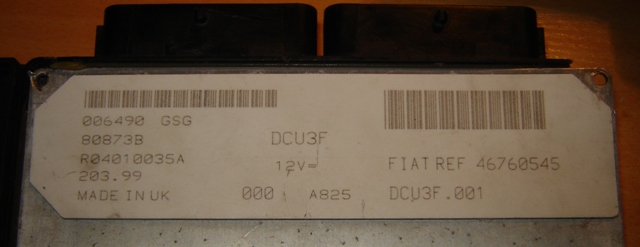 006490 GSG
80873B
DCU3F
R04010035A
12V=
FIAT REF 46760545
203.99
MADE IN UK
000
A825
DCU3F.001